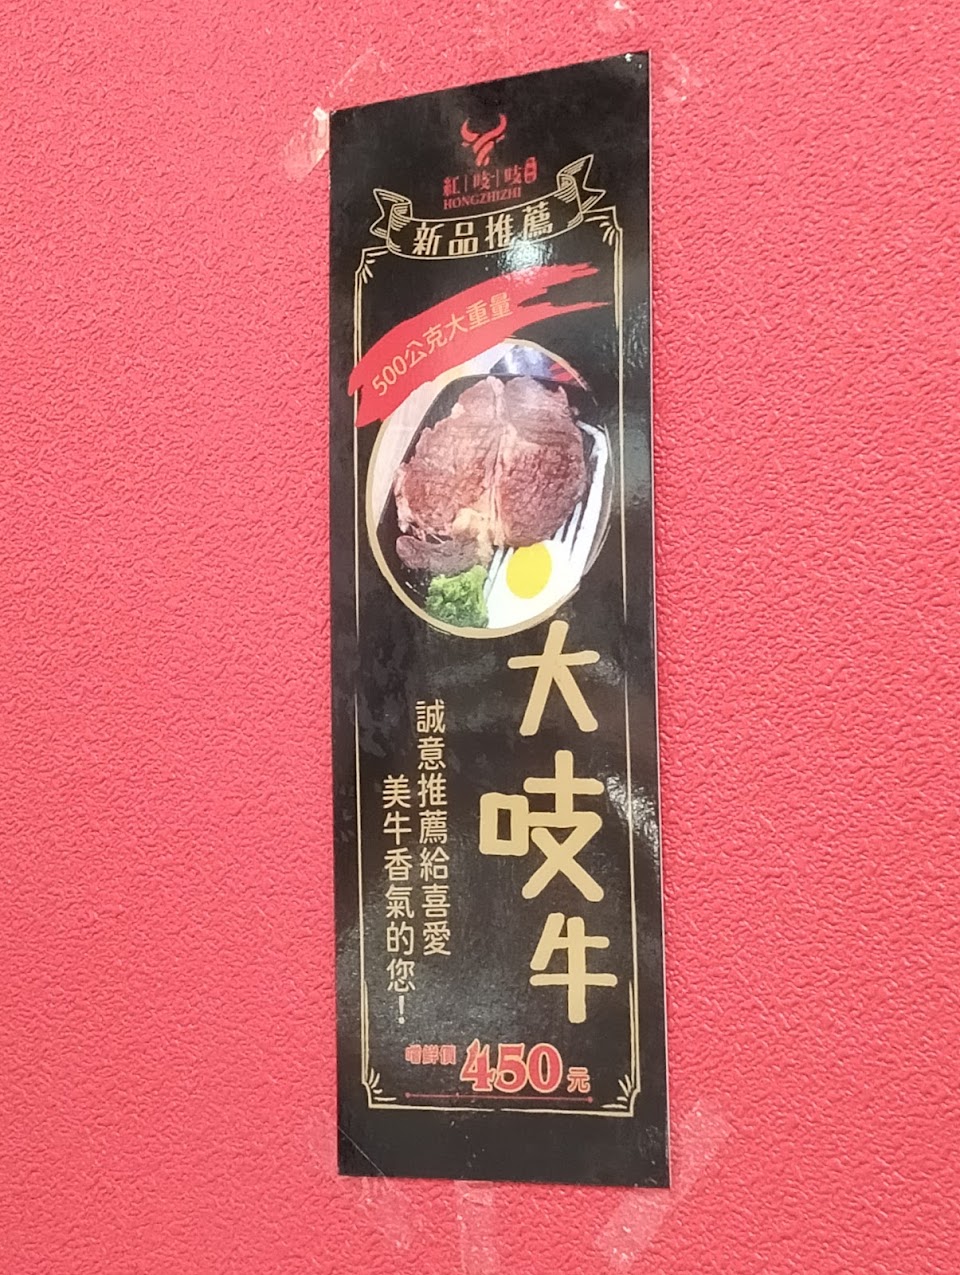 紅吱吱
HONGZHIZHI
新品推薦
500公克大重量
大吱牛
誠意推薦給喜愛
美牛香氣的您！
嚐鮮價450元